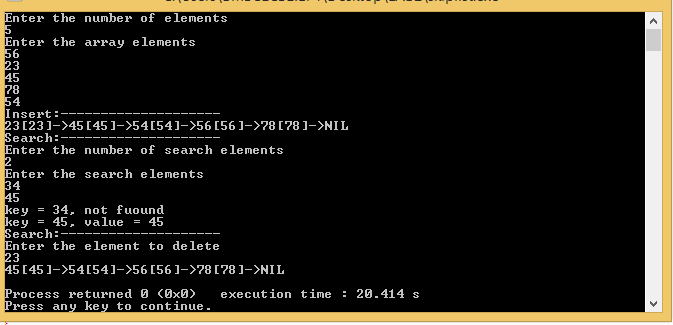 Enter the number of elements
5
Enter the array elements
56
23
45
78
54
Insert:--------------------
23[23]->45[45]->54[54]->56[56]->78[78]->NIL
Search:--------------------
Enter the number of search elements
2
Enter the search elements
34
45
key = 34, not fuound
key = 45, value = 45
Search:--------------------
Enter the element to delete
23
45[45]->54[54]->56[56]->78[78]->NIL
Process returned 0 (0x0)   execution time : 20.414 s
Press any key to continue.